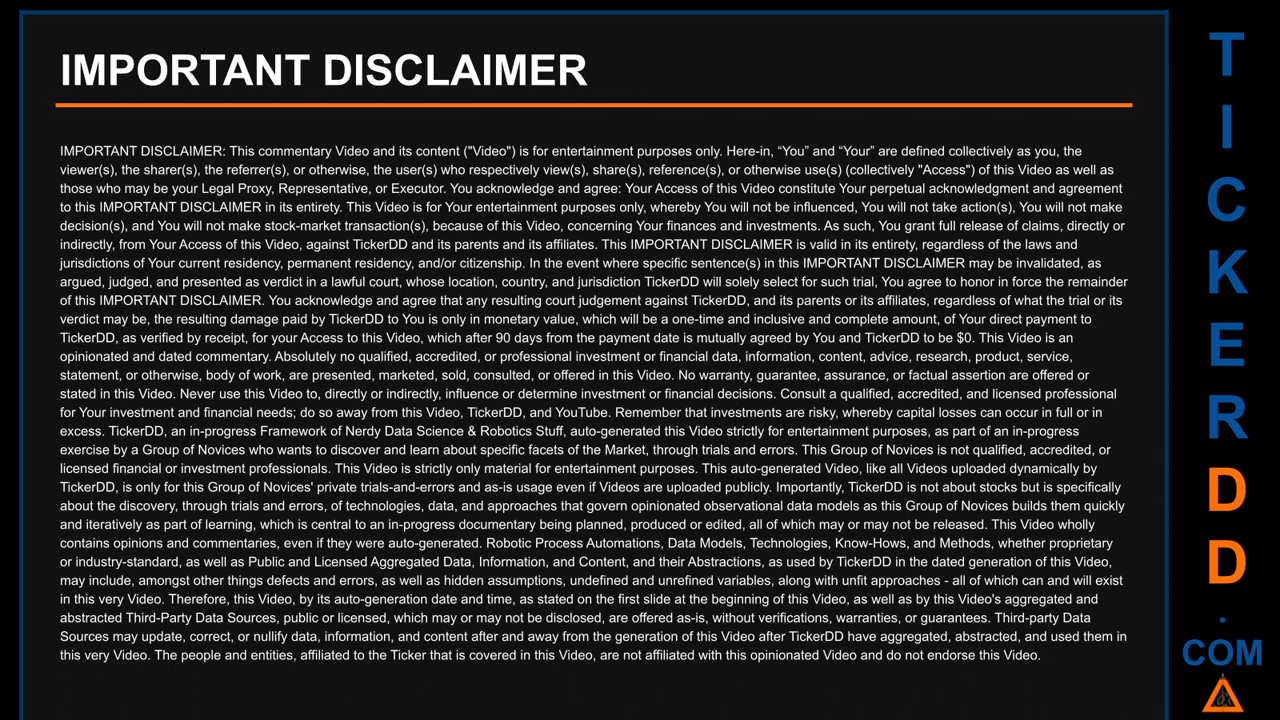 IMPORTANT DISCLAIMER
IMPORTANT DISCLAIMER: This commentary Video and its content ("Video") is for entertainment purposes only. Here-in, “You” and “Your” are defined collectively as you, the
viewer(s), the sharer(s), the referrer(s), or otherwise, the user(s) who respectively view(s), share(s), reference(s), or otherwise use(s) (collectively "Access") of this Video as well as
those who may be your Legal Proxy, Representative, or Executor. You acknowledge and agree: Your Access of this Video constitute Your perpetual acknowledgment and agreement
to this IMPORTANT DISCLAIMER in its entirety. This Video is for Your entertainment purposes only, whereby You will not be influenced, You will not take action(s), You will not make
decision(s), and You will not make stock-market transaction(s), because of this Video, concerning Your finances and investments. As such, You grant full release of claims, directly or
indirectly, from Your Access of this Video, against TickerDD and its parents and its affiliates. This IMPORTANT DISCLAIMER is valid in its entirety, regardless of the laws and
jurisdictions of Your current residency, permanent residency, and/or citizenship. In the event where specific sentence(s) in this IMPORTANT DISCLAIMER may be invalidated, as
argued, judged, and presented as verdict in a lawful court, whose location, country, and jurisdiction TickerDD will solely select for such trial, You agree to honor in force the remainder
of this IMPORTANT DISCLAIMER. You acknowledge and agree that any resulting court judgement against TickerDD, and its parents or its affiliates, regardless of what the trial or its
verdict may be, the resulting damage paid by TickerDD to You is only in monetary value, which will be a one-time and inclusive and complete amount, of Your direct payment to
TickerDD, as verified by receipt, for your Access to this Video, which after 90 days from the payment date is mutually agreed by You and TickerDD to be $0. This Video is an
opinionated and dated commentary. Absolutely no qualified, accredited, or professional investment or financial data, information, content, advice, research, product, service,
statement, or otherwise, body of work, are presented, marketed, sold, consulted, or offered in this Video. No warranty, guarantee, assurance, or factual assertion are offered or
stated in this Video. Never use this Video to, directly or indirectly, influence or determine investment or financial decisions. Consult a qualified, accredited, and licensed professional
for Your investment and financial needs; do so away from this Video, TickerDD, and YouTube. Remember that investments are risky, whereby capital losses can occur in full or in
excess. TickerDD, an in-progress Framework of Nerdy Data Science & Robotics Stuff, auto-generated this Video strictly for entertainment purposes, as part of an in-progress
exercise by a Group of Novices who wants to discover and learn about specific facets of the Market, through trials and errors. This Group of Novices is not qualified, accredited, or
licensed financial or investment professionals. This Video is strictly only material for entertainment purposes. This auto-generated Video, like all Videos uploaded dynamically by
TickerDD, is only for this Group of Novices' private trials-and-errors and as-is usage even if Videos are uploaded publicly. Importantly, TickerDD is not about stocks but is specifically
about the discovery, through trials and errors, of technologies, data, and approaches that govern opinionated observational data models as this Group of Novices builds them quickly
and iteratively as part of learning, which is central to an in-progress documentary being planned, produced or edited, all of which may or may not be released. This Video wholly
contains opinions and commentaries, even if they were auto-generated. Robotic Process Automations, Data Models, Technologies, Know-Hows, and Methods, whether proprietary
or industry-standard, as well as Public and Licensed Aggregated Data, Information, and Content, and their Abstractions, as used by TickerDD in the dated generation of this Video,
may include, amongst other things defects and errors, as well as hidden assumptions, undefined and unrefined variables, along with unfit approaches - all of which can and will exist
in this very Video. Therefore, this Video, by its auto-generation date and time, as stated on the first slide at the beginning of this Video, as well as by this Video's aggregated and
abstracted Third-Party Data Sources, public or licensed, which may or may not be disclosed, are offered as-is, without verifications, warranties, or guarantees. Third-party Data
Sources may update, correct, or nullify data, information, and content after and away from the generation of this Video after TickerDD have aggregated, abstracted, and used them in
this very Video. The people and entities, affiliated to the Ticker that is covered in this Video, are not affiliated with this opinionated Video and do not endorse this Video.
T
I
C
K
E
R
D
D
.
COM